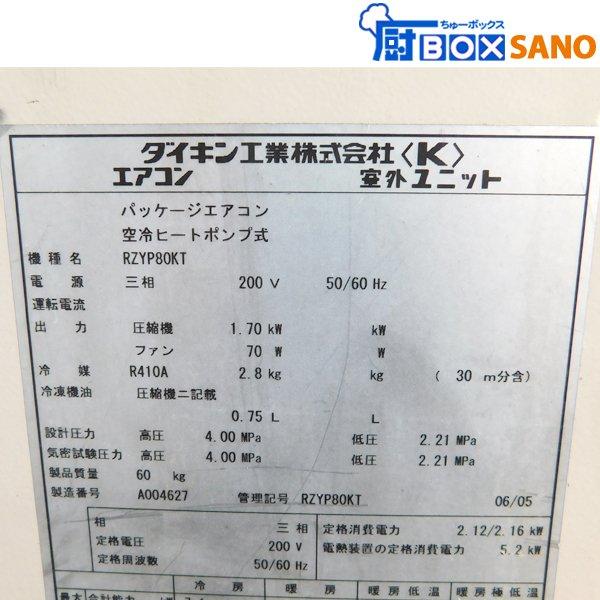 ちゅーボックス
厨BOX SANO
ダイキン工業株式会社〈K〉
エアコン 室外ユニット
パッケージエアコン
空冷ヒートポンプ式
機種名 RZYP80KT
電源 三相 200 V 50/60 Hz
運転電流
出力 圧縮機 1.70 kW kW
ファン 70 W W
冷媒 R410A 2.8 kg kg ( 30 m分含)
冷凍機油 圧縮機ニ記載
0.75 L L
設計圧力 高圧 4.00 MPa 低圧 2.21 MPa
気密試験圧力 高圧 4.00 MPa 低圧 2.21 MPa
製品質量 60 kg
製造番号 A004627 管理記号 RZYP80KT 06/05
相 三相 定格消費電力 2.12/2.16 kW
定格電圧 200 V 電熱装置の定格消費電力 5.2 kW
定格周波数 50/60 Hz
冷房 暖房 暖房低温 暖房極低温
最大 合計能力